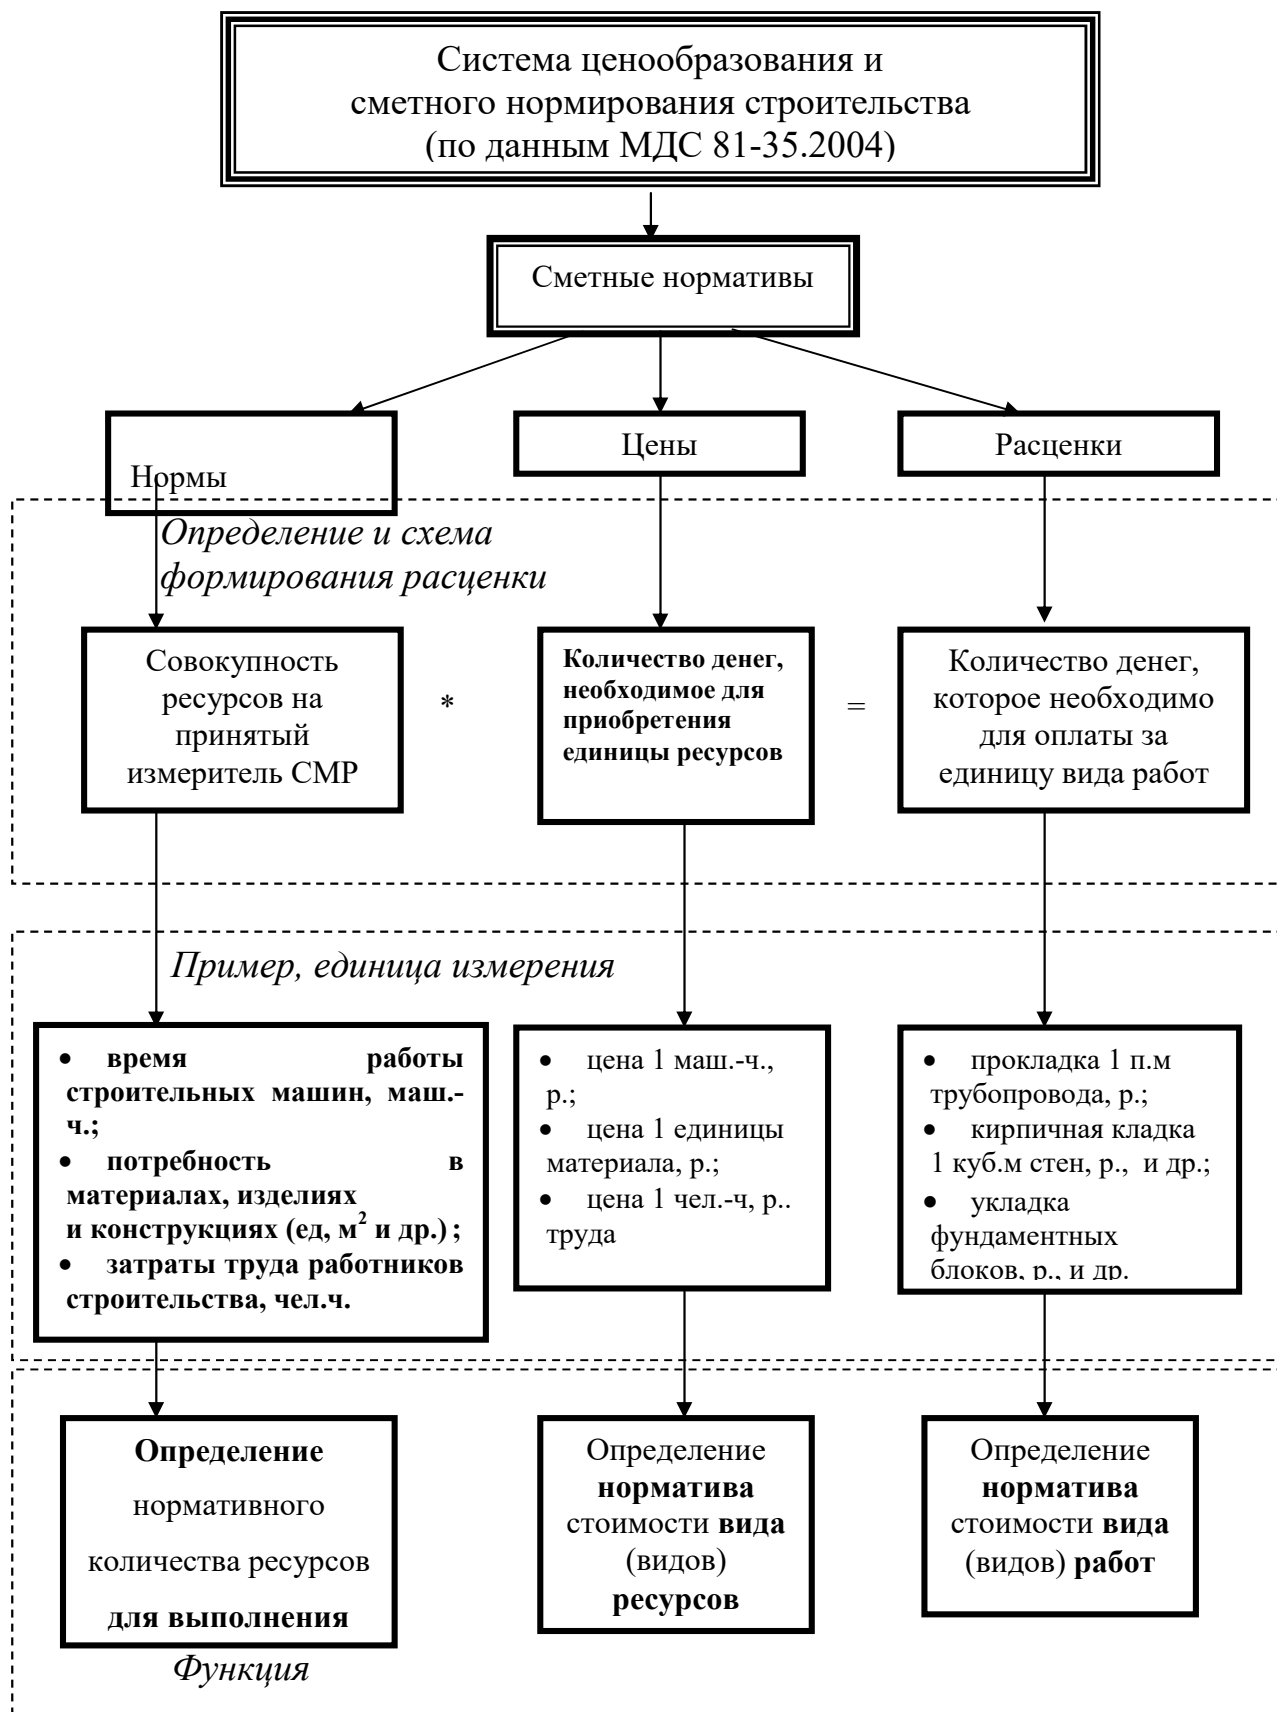 Система ценообразования и
сметного нормирования строительства
(по данным МДС 81-35.2004)
Сметные нормативы
Нормы
Цены
Расценки
Определение и схема
формирования расценки
Совокупность
ресурсов на
принятый
измеритель СМР
*
Количество денег,
необходимое для
приобретения
единицы ресурсов
=
Количество денег,
которое необходимо
для оплаты за
единицу вида работ
Пример, единица измерения
• время работы
строительных машин, маш.-
ч.;
• потребность в
материалах, изделиях
и конструкциях (ед, м² и др.) ;
• затраты труда работников
строительства, чел.ч.
• цена 1 маш.-ч.,
р.;
• цена 1 единицы
материала, р.;
• цена 1 чел.-ч, р..
труда
• прокладка 1 п.м
трубопровода, р.;
• кирпичная кладка
1 куб.м стен, р., и др.;
• укладка
фундаментных
блоков, р., и др.
Определение
нормативного
количества ресурсов
для выполнения
Определение
норматива
стоимости вида
(видов)
ресурсов
Определение
норматива
стоимости вида
(видов) работ
Функция